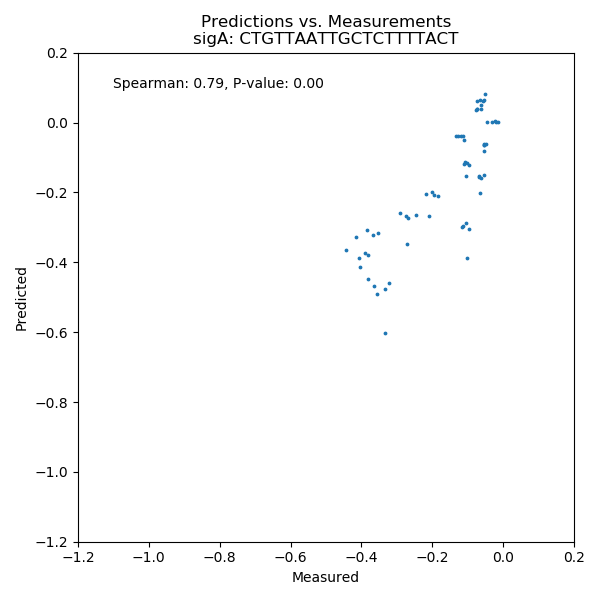 Predictions vs. Measurements
sigA: CTGTTAATTGCTCTTTTACT
Spearman: 0.79, P-value: 0.00
0.2
0.0
−0.2
−0.4
−0.6
−0.8
−1.0
−1.2
Predicted
−1.2 −1.0 −0.8 −0.6 −0.4 −0.2 0.0 0.2
Measured